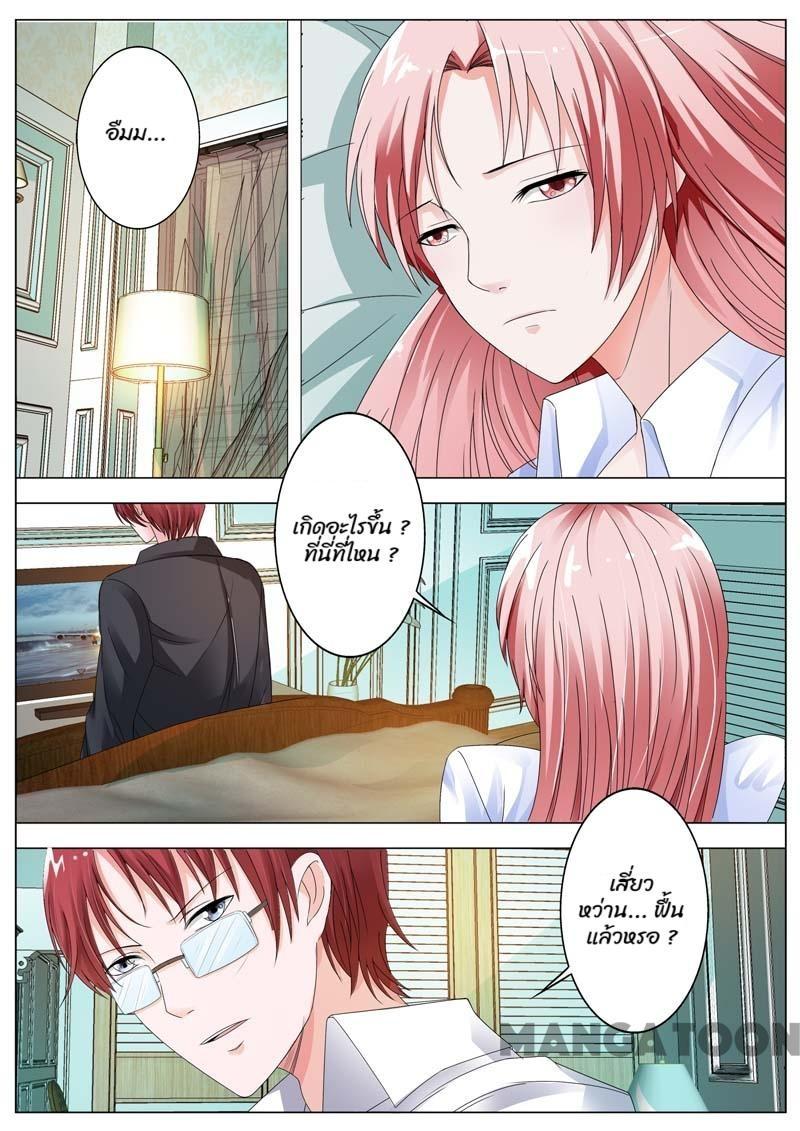 อืมม...
เกิดอะไรขึ้น ?
ที่นี่ที่ไหน ?
เสี่ยว
หว่าน... ฟื้น
แล้วหรอ ?
MANGATOON